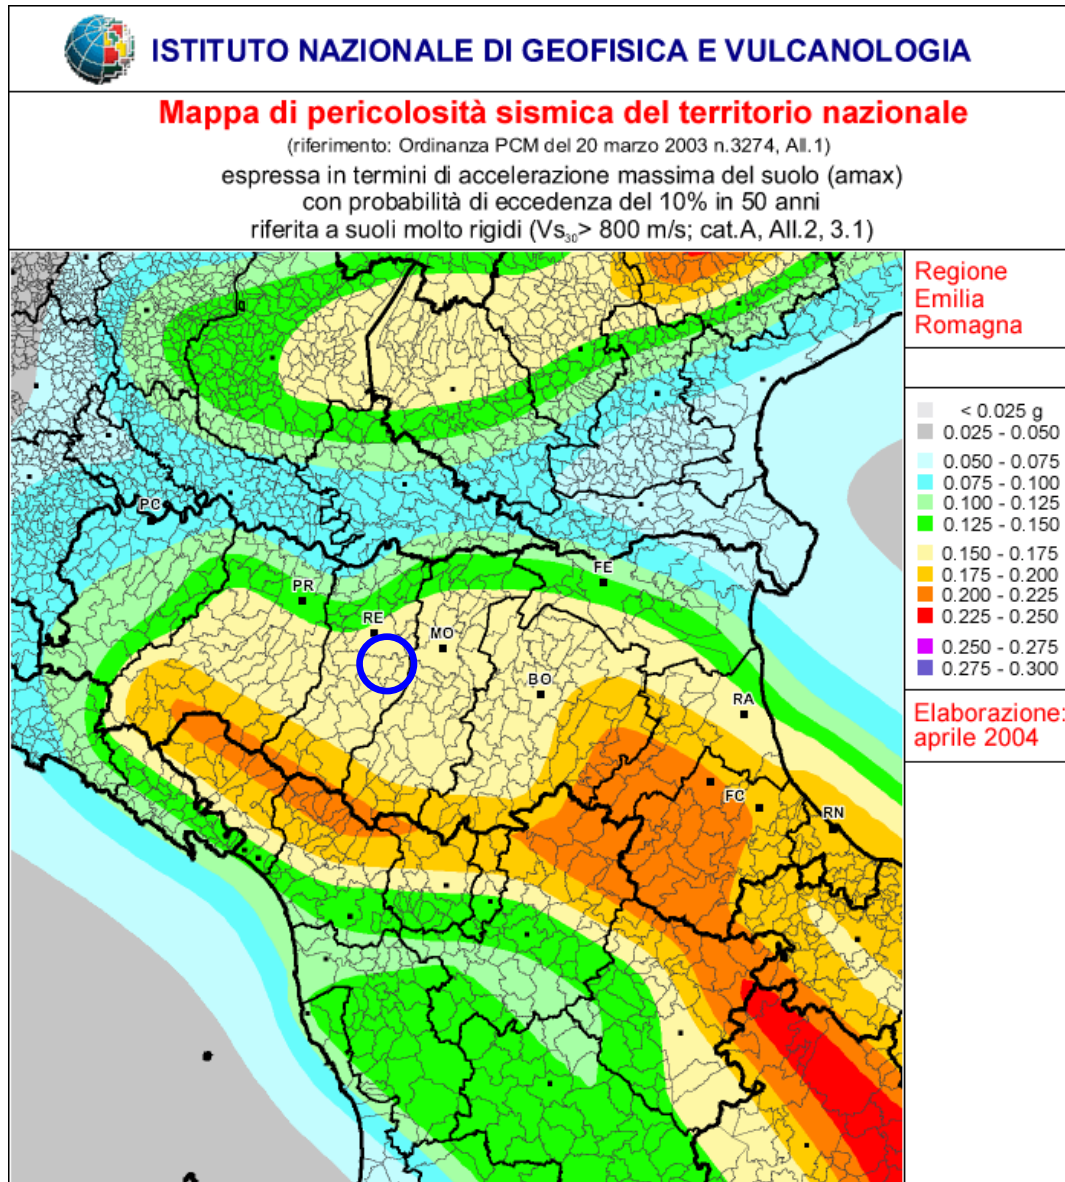 ISTITUTO NAZIONALE DI GEOFISICA E VULCANOLOGIA
Mappa di pericolosità sismica del territorio nazionale
(riferimento: Ordinanza PCM del 20 marzo 2003 n.3274, All.1)
espressa in termini di accelerazione massima del suolo (amax)
con probabilità di eccedenza del 10% in 50 anni
riferita a suoli molto rigidi (Vs₃₀> 800 m/s; cat.A, All.2, 3.1)
Regione
Emilia
Romagna
< 0.025 g
0.025 - 0.050
0.050 - 0.075
0.075 - 0.100
0.100 - 0.125
0.125 - 0.150
0.150 - 0.175
0.175 - 0.200
0.200 - 0.225
0.225 - 0.250
0.250 - 0.275
0.275 - 0.300
Elaborazione:
aprile 2004
PC
PR
FE
RE
MO
BO
RA
FC
RN